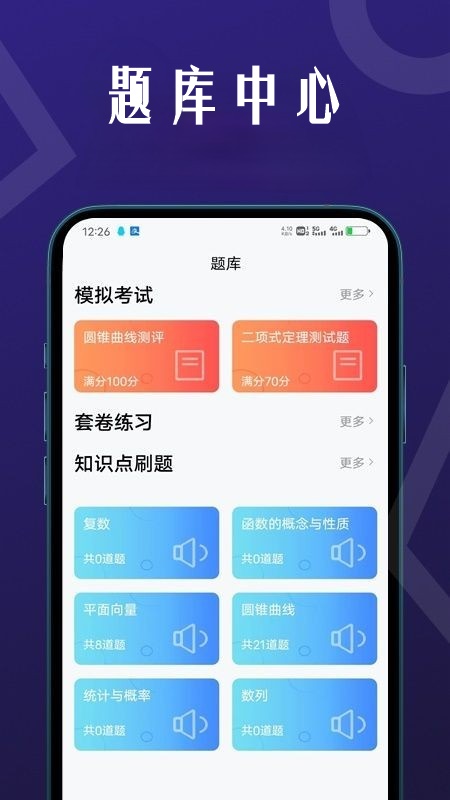 题库中心
12:26
4.10 KB/s HD 5G 4G
题库
模拟考试 更多 >
圆锥曲线测评 二项式定理测试题
满分100分 满分70分
套卷练习 更多 >
知识点刷题 更多 >
复数 函数的概念与性质
共0道题 共0道题
平面向量 圆锥曲线
共8道题 共21道题
统计与概率 数列
共0道题 共0道题